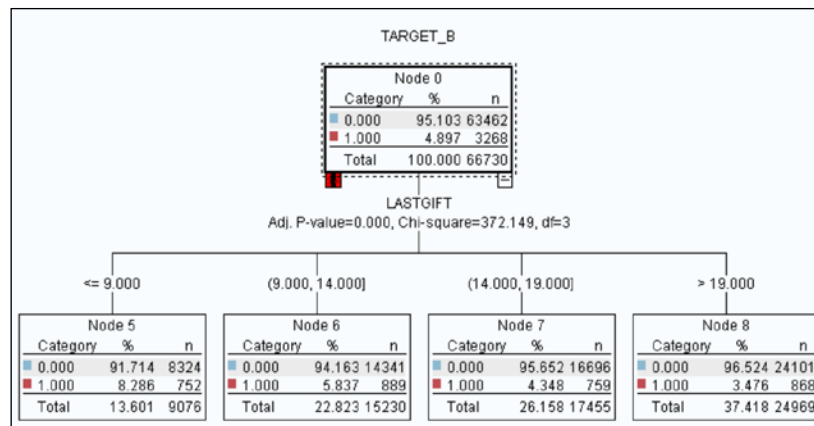 TARGET_B
Node 0
Category % n
0.000 95.103 63462
1.000 4.897 3268
Total 100.000 66730
LASTGIFT
Adj. P-value=0.000, Chi-square=372.149, df=3
<= 9.000
(9.000, 14.000]
(14.000, 19.000]
> 19.000
Node 5
Category % n
0.000 91.714 8324
1.000 8.286 752
Total 13.601 9076
Node 6
Category % n
0.000 94.163 14341
1.000 5.837 889
Total 22.823 15230
Node 7
Category % n
0.000 95.652 16696
1.000 4.348 759
Total 26.158 17455
Node 8
Category % n
0.000 96.524 24101
1.000 3.476 868
Total 37.418 24969